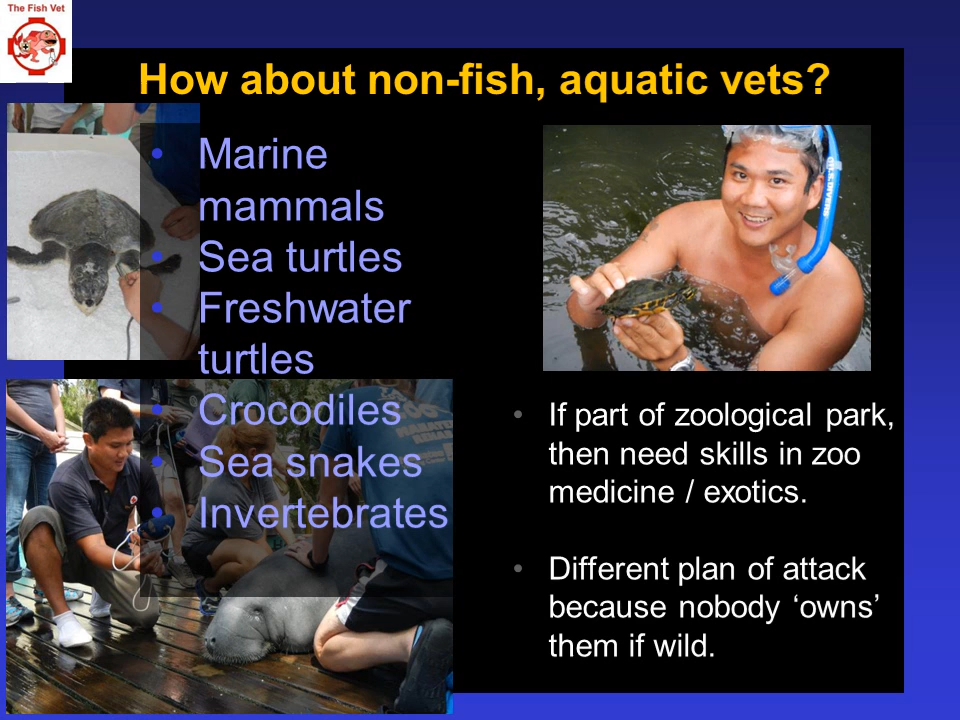 The Fish Vet
How about non-fish, aquatic vets?
• Marine
mammals
• Sea turtles
• Freshwater
turtles
• Crocodiles
• Sea snakes
• Invertebrates
• If part of zoological park,
then need skills in zoo
medicine / exotics.
• Different plan of attack
because nobody ‘owns’
them if wild.